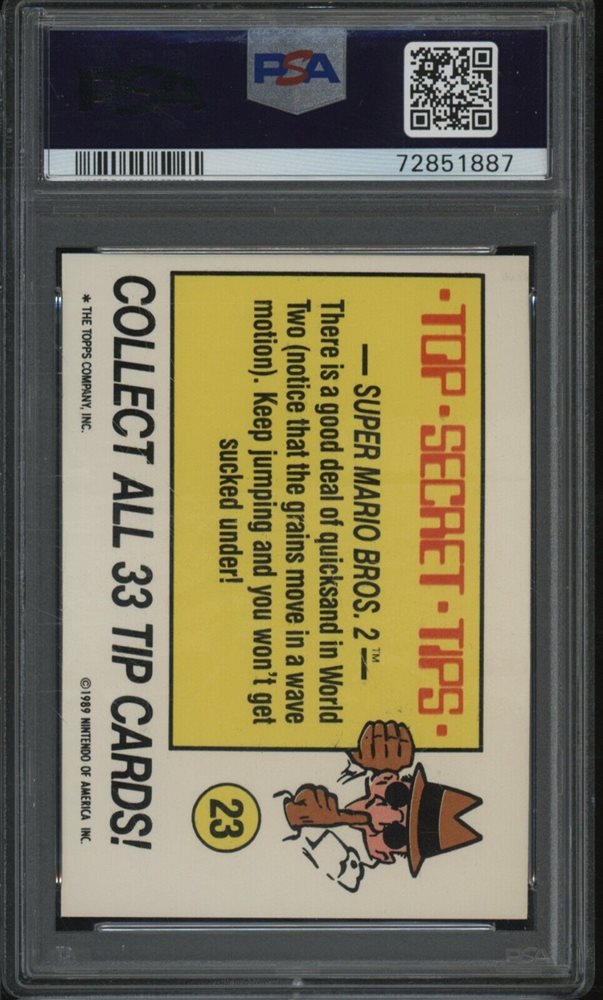 PSA
72851887
·TOP·SECRET·TIPS·
— SUPER MARIO BROS. 2™ —
There is a good deal of quicksand in World
Two (notice that the grains move in a wave
motion). Keep jumping and you won't get
sucked under!
23
COLLECT ALL 33 TIP CARDS!
* THE TOPPS COMPANY, INC.
©1989 NINTENDO OF AMERICA INC.
PSA